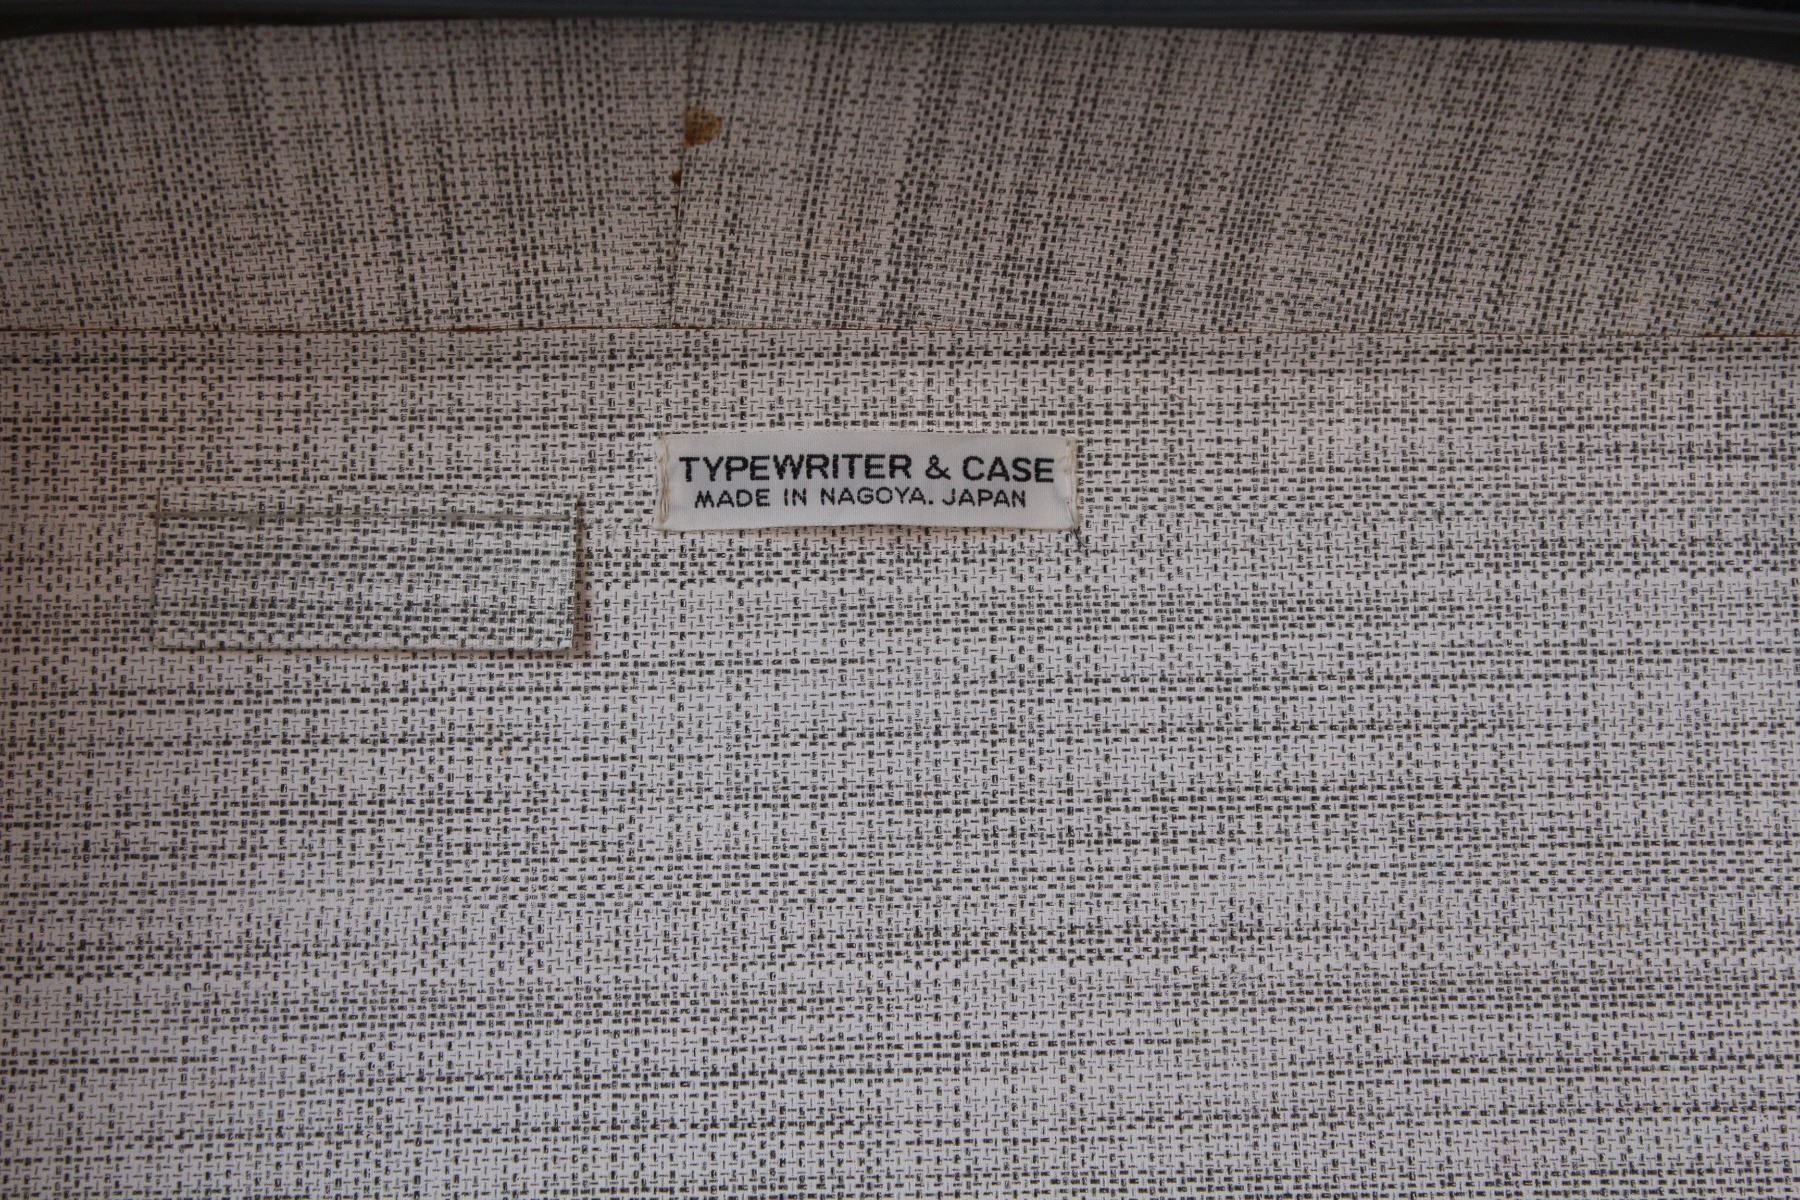 TYPEWRITER & CASE
MADE IN NAGOYA. JAPAN